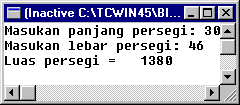 (Inactive C:\TCWIN45\BI
Masukan panjang persegi: 30
Masukan lebar persegi: 46
Luas persegi =   1380